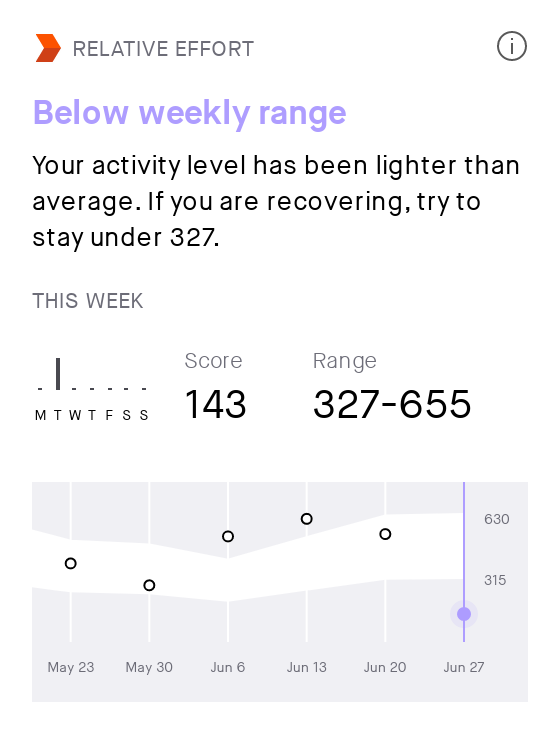 RELATIVE EFFORT
Below weekly range
Your activity level has been lighter than
average. If you are recovering, try to
stay under 327.
THIS WEEK
M T W T F S S
Score
143
Range
327-655
630
315
May 23 May 30 Jun 6 Jun 13 Jun 20 Jun 27